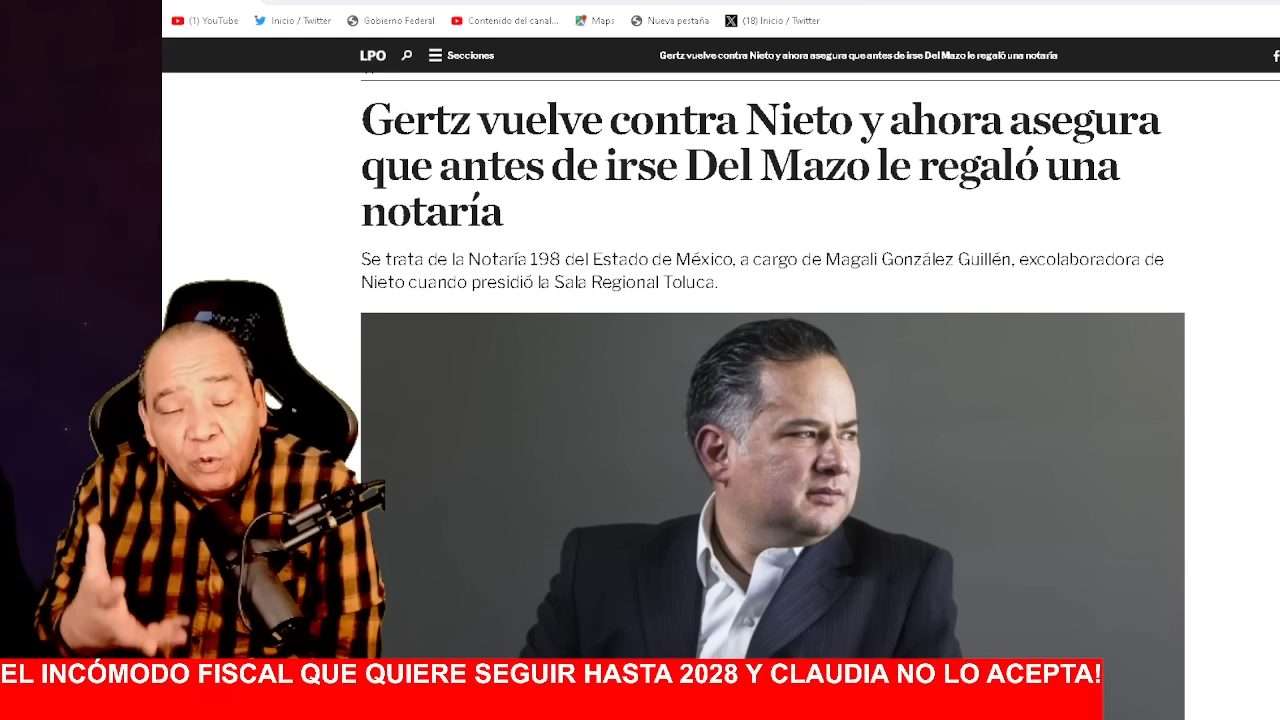 (1) YouTube
Inicio / Twitter
Gobierno Federal
Contenido del canal...
Maps
Nueva pestaña
(18) Inicio / Twitter
LPO
Secciones
Gertz vuelve contra Nieto y ahora asegura que antes de irse Del Mazo le regaló una notaría
Gertz vuelve contra Nieto y ahora asegura
que antes de irse Del Mazo le regaló una
notaría
Se trata de la Notaría 198 del Estado de México, a cargo de Magali González Guillén, excolaboradora de
Nieto cuando presidió la Sala Regional Toluca.
EL INCÓMODO FISCAL QUE QUIERE SEGUIR HASTA 2028 Y CLAUDIA NO LO ACEPTA!